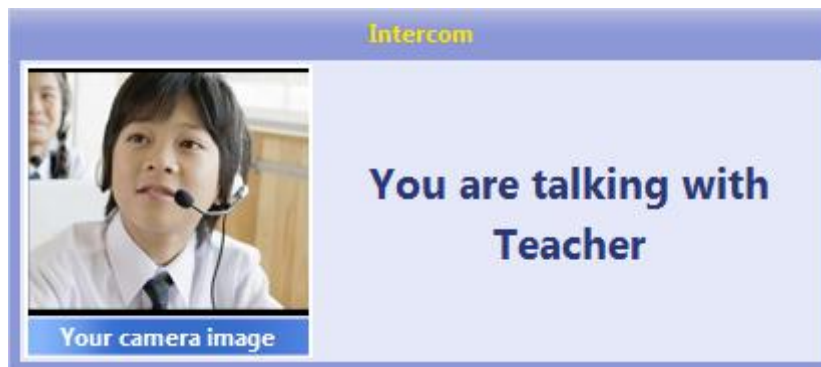 Intercom
You are talking with
Teacher
Your camera image